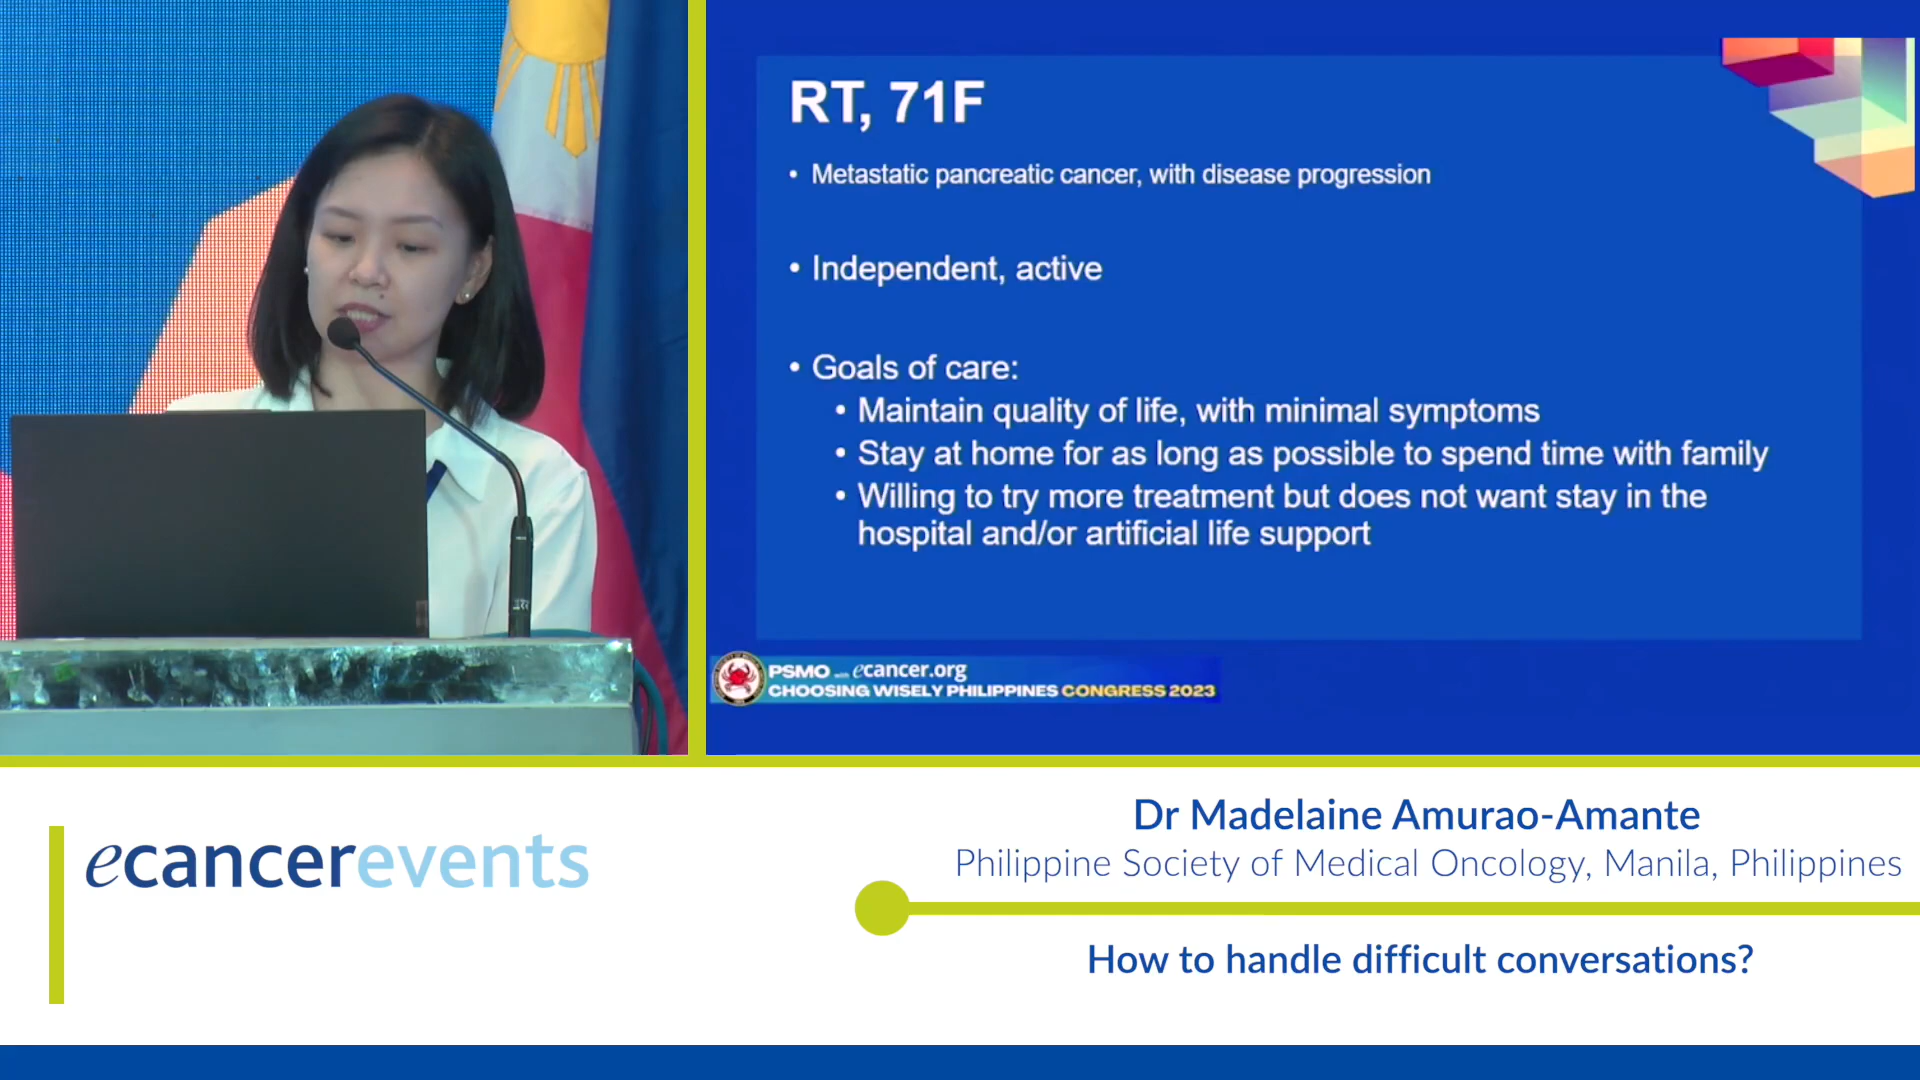 RT, 71F
• Metastatic pancreatic cancer, with disease progression
• Independent, active
• Goals of care:
• Maintain quality of life, with minimal symptoms
• Stay at home for as long as possible to spend time with family
• Willing to try more treatment but does not want stay in the
hospital and/or artificial life support
PSMO with ecancer.org
CHOOSING WISELY PHILIPPINES CONGRESS 2023
ecancerevents
Dr Madelaine Amurao-Amante
Philippine Society of Medical Oncology, Manila, Philippines
How to handle difficult conversations?